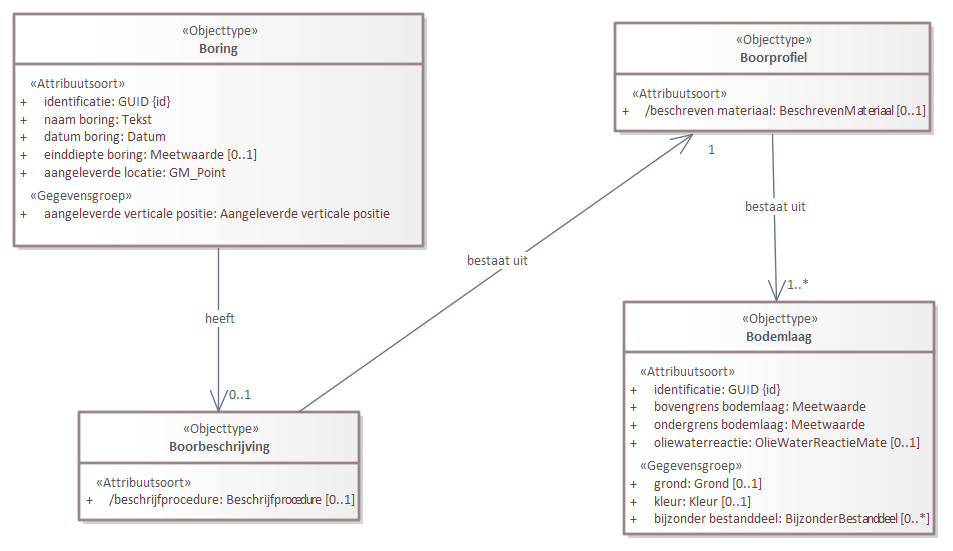 «Objecttype»
Boring
«Attribuutsoort»
+ identificatie: GUID {id}
+ naam boring: Tekst
+ datum boring: Datum
+ einddiepte boring: Meetwaarde [0..1]
+ aangeleverde locatie: GM_Point
«Gegevensgroep»
+ aangeleverde verticale positie: Aangeleverde verticale positie
«Objecttype»
Boorprofiel
«Attribuutsoort»
+ /beschreven materiaal: BeschrevenMateriaal [0..1]
1
bestaat uit
bestaat uit
1..*
heeft
0..1
«Objecttype»
Boorbeschrijving
«Attribuutsoort»
+ /beschrijfprocedure: Beschrijfprocedure [0..1]
«Objecttype»
Bodemlaag
«Attribuutsoort»
+ identificatie: GUID {id}
+ bovengrens bodemlaag: Meetwaarde
+ ondergrens bodemlaag: Meetwaarde
+ oliewaterreactie: OlieWaterReactieMate [0..1]
«Gegevensgroep»
+ grond: Grond [0..1]
+ kleur: Kleur [0..1]
+ bijzonder bestanddeel: BijzonderBestanddeel [0..*]